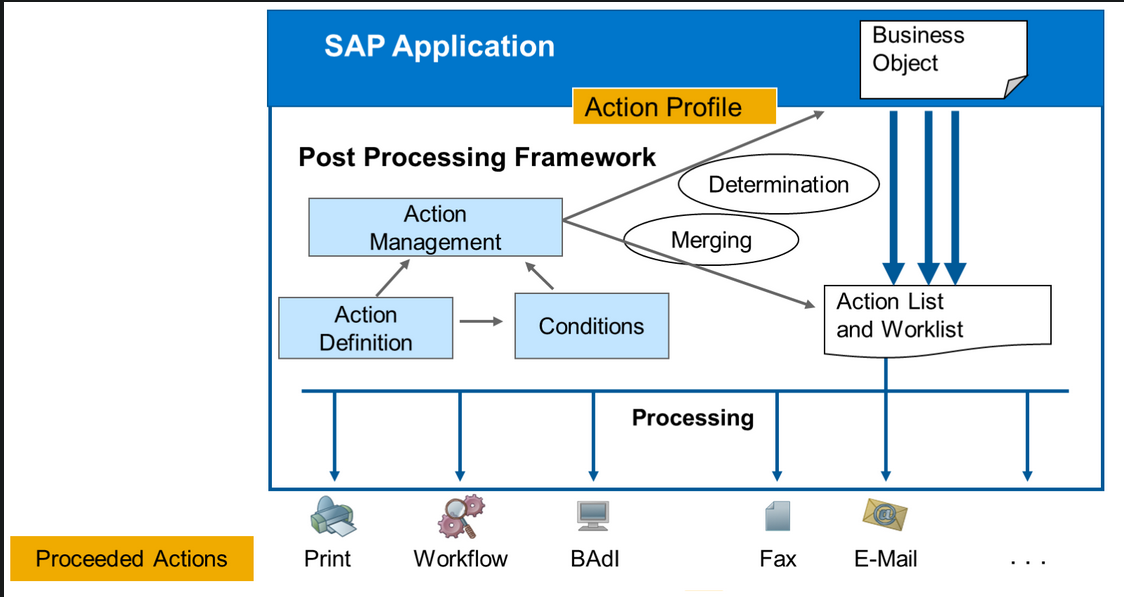 SAP Application
Business
Object
Action Profile
Post Processing Framework
Determination
Action
Management
Merging
Action
Definition
Conditions
Action List
and Worklist
Processing
Proceeded Actions
Print
Workflow
BAdI
Fax
E-Mail
. . .